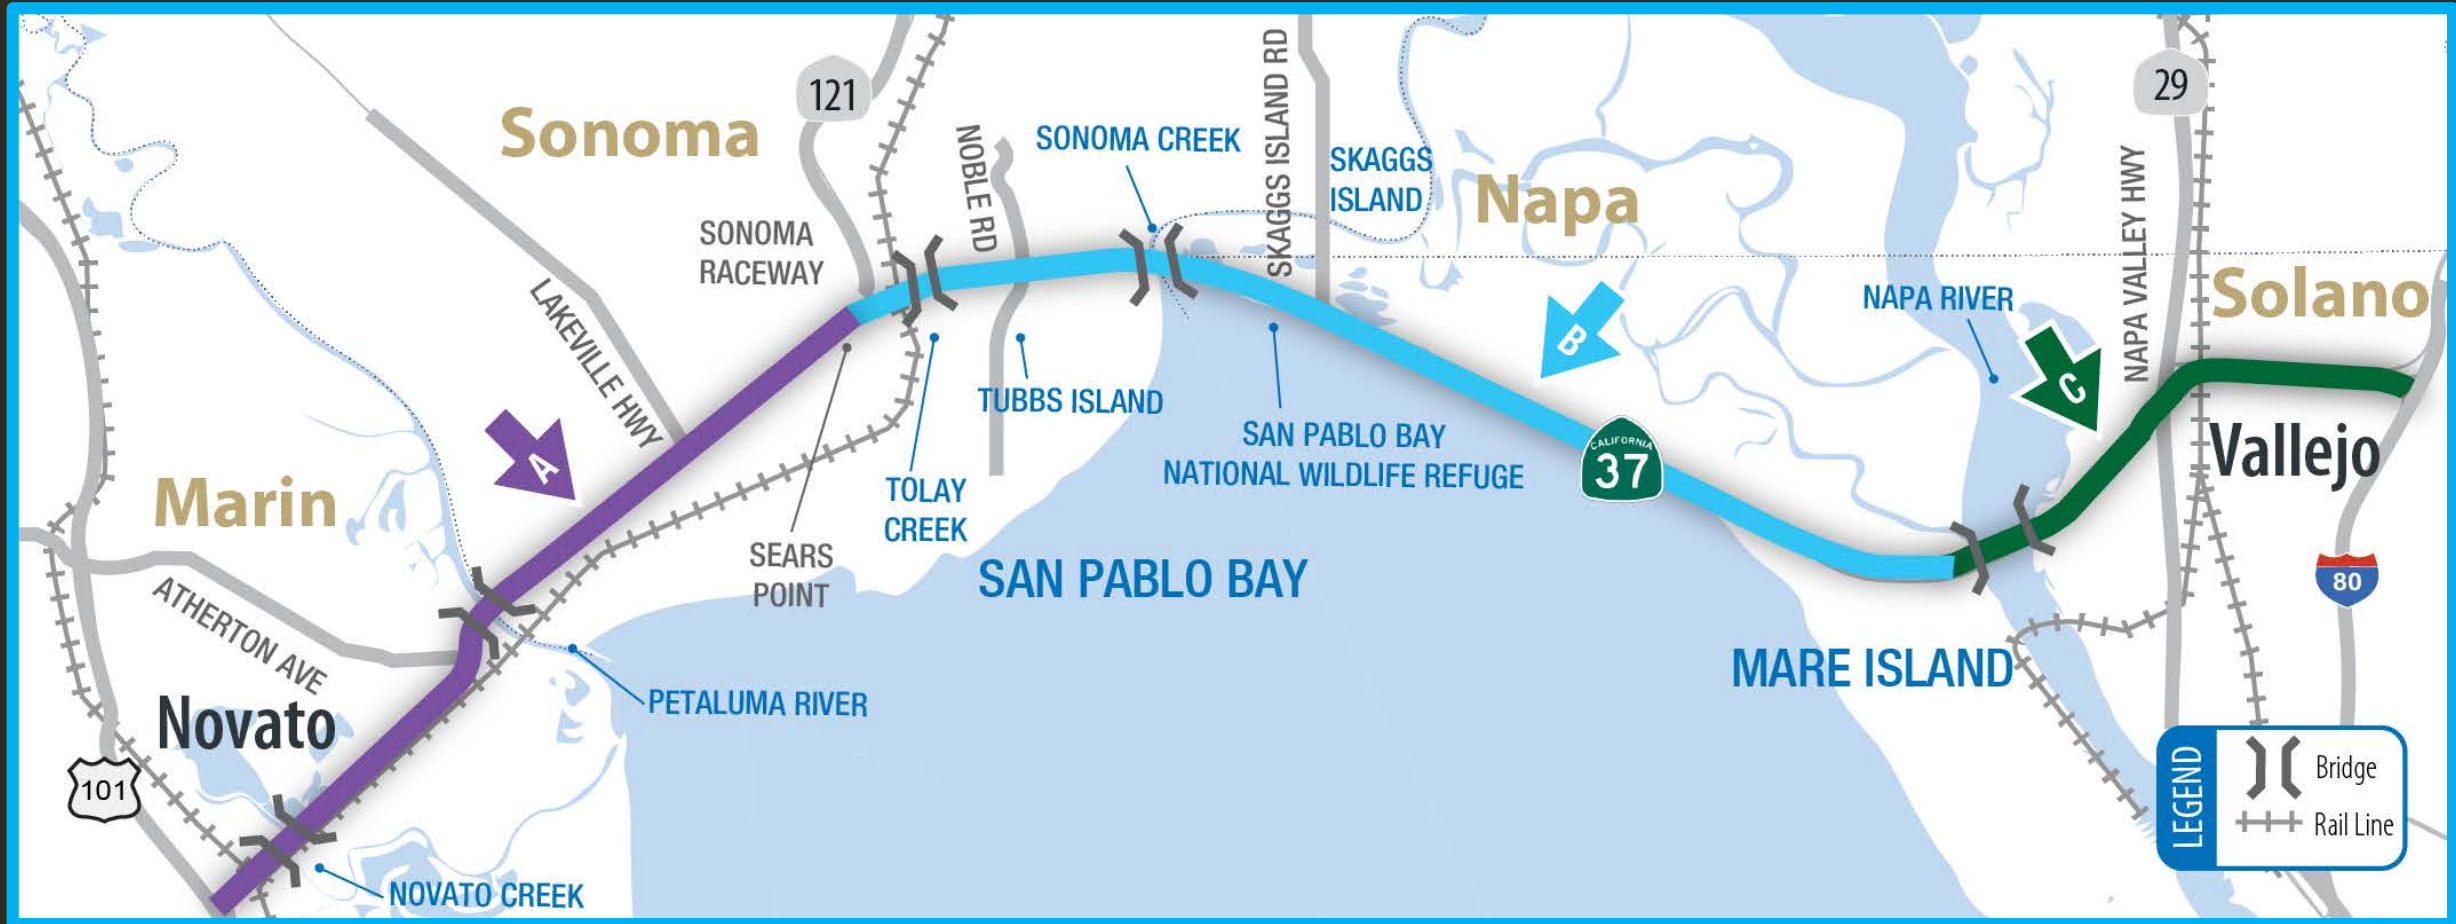 Sonoma
121
SONOMA
RACEWAY
NOBLE RD
SONOMA CREEK
SKAGGS ISLAND RD
SKAGGS
ISLAND
Napa
29
NAPA VALLEY HWY
NAPA RIVER
Solano
LAKEVILLE HWY
A
B
C
TUBBS ISLAND
TOLAY
CREEK
SAN PABLO BAY
NATIONAL WILDLIFE REFUGE
CALIFORNIA
37
Vallejo
Marin
SEARS
POINT
SAN PABLO BAY
80
ATHERTON AVE
MARE ISLAND
Novato
PETALUMA RIVER
101
NOVATO CREEK
LEGEND
Bridge
Rail Line